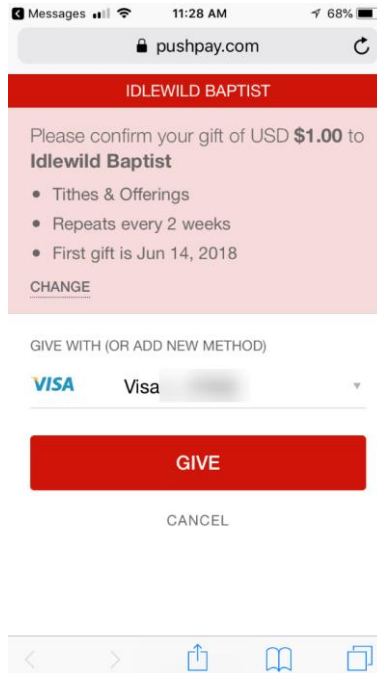 Messages 11:28 AM 68%
pushpay.com
IDLEWILD BAPTIST
Please confirm your gift of USD $1.00 to
Idlewild Baptist
• Tithes & Offerings
• Repeats every 2 weeks
• First gift is Jun 14, 2018
CHANGE
GIVE WITH (OR ADD NEW METHOD)
VISA Visa
GIVE
CANCEL